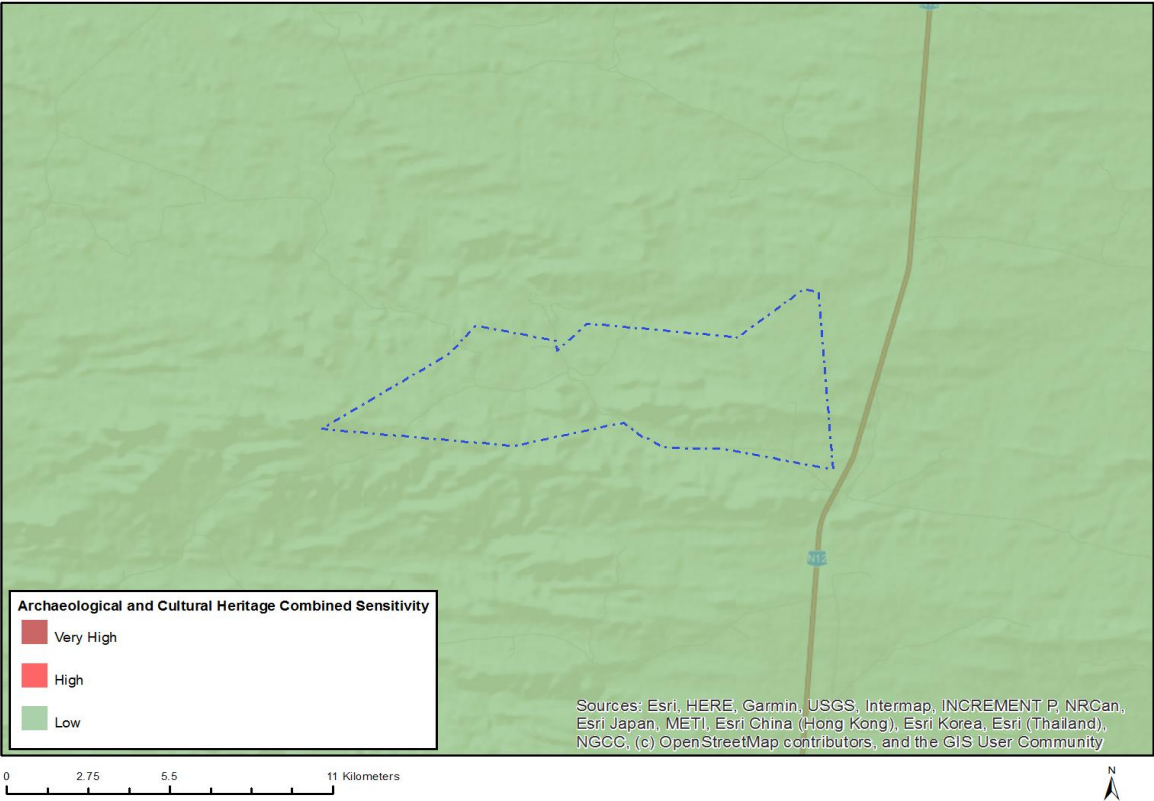 N12
Archaeological and Cultural Heritage Combined Sensitivity
Very High
High
Low
Sources: Esri, HERE, Garmin, USGS, Intermap, INCREMENT P, NRCan,
Esri Japan, METI, Esri China (Hong Kong), Esri Korea, Esri (Thailand),
NGCC, (c) OpenStreetMap contributors, and the GIS User Community
0 2.75 5.5 11 Kilometers
N